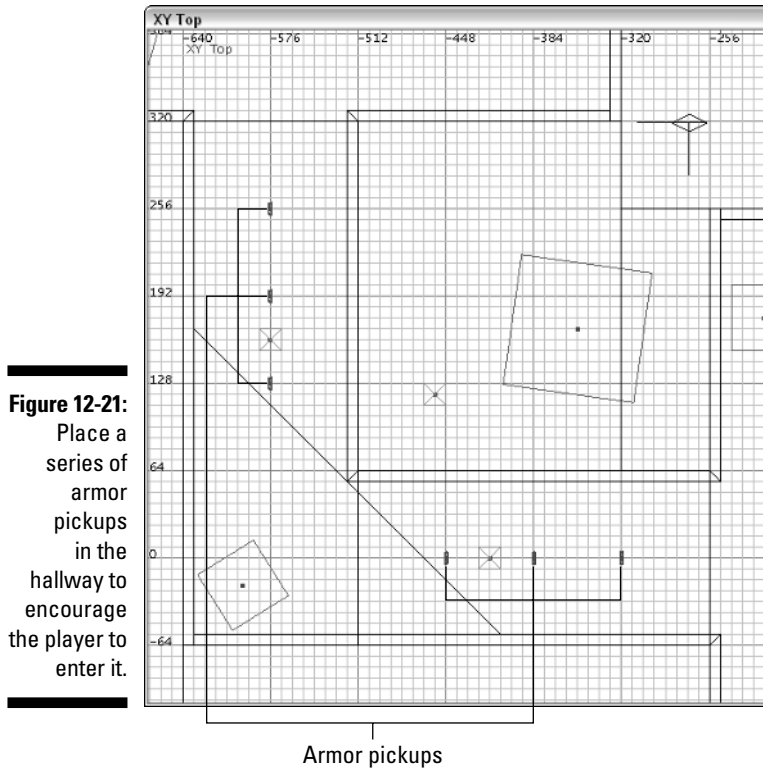 XY Top
-640 -576 -512 -448 -384 -320 -256
XY Top
320
256
192
128
64
0
-64
Figure 12-21:
Place a
series of
armor
pickups
in the
hallway to
encourage
the player to
enter it.
Armor pickups